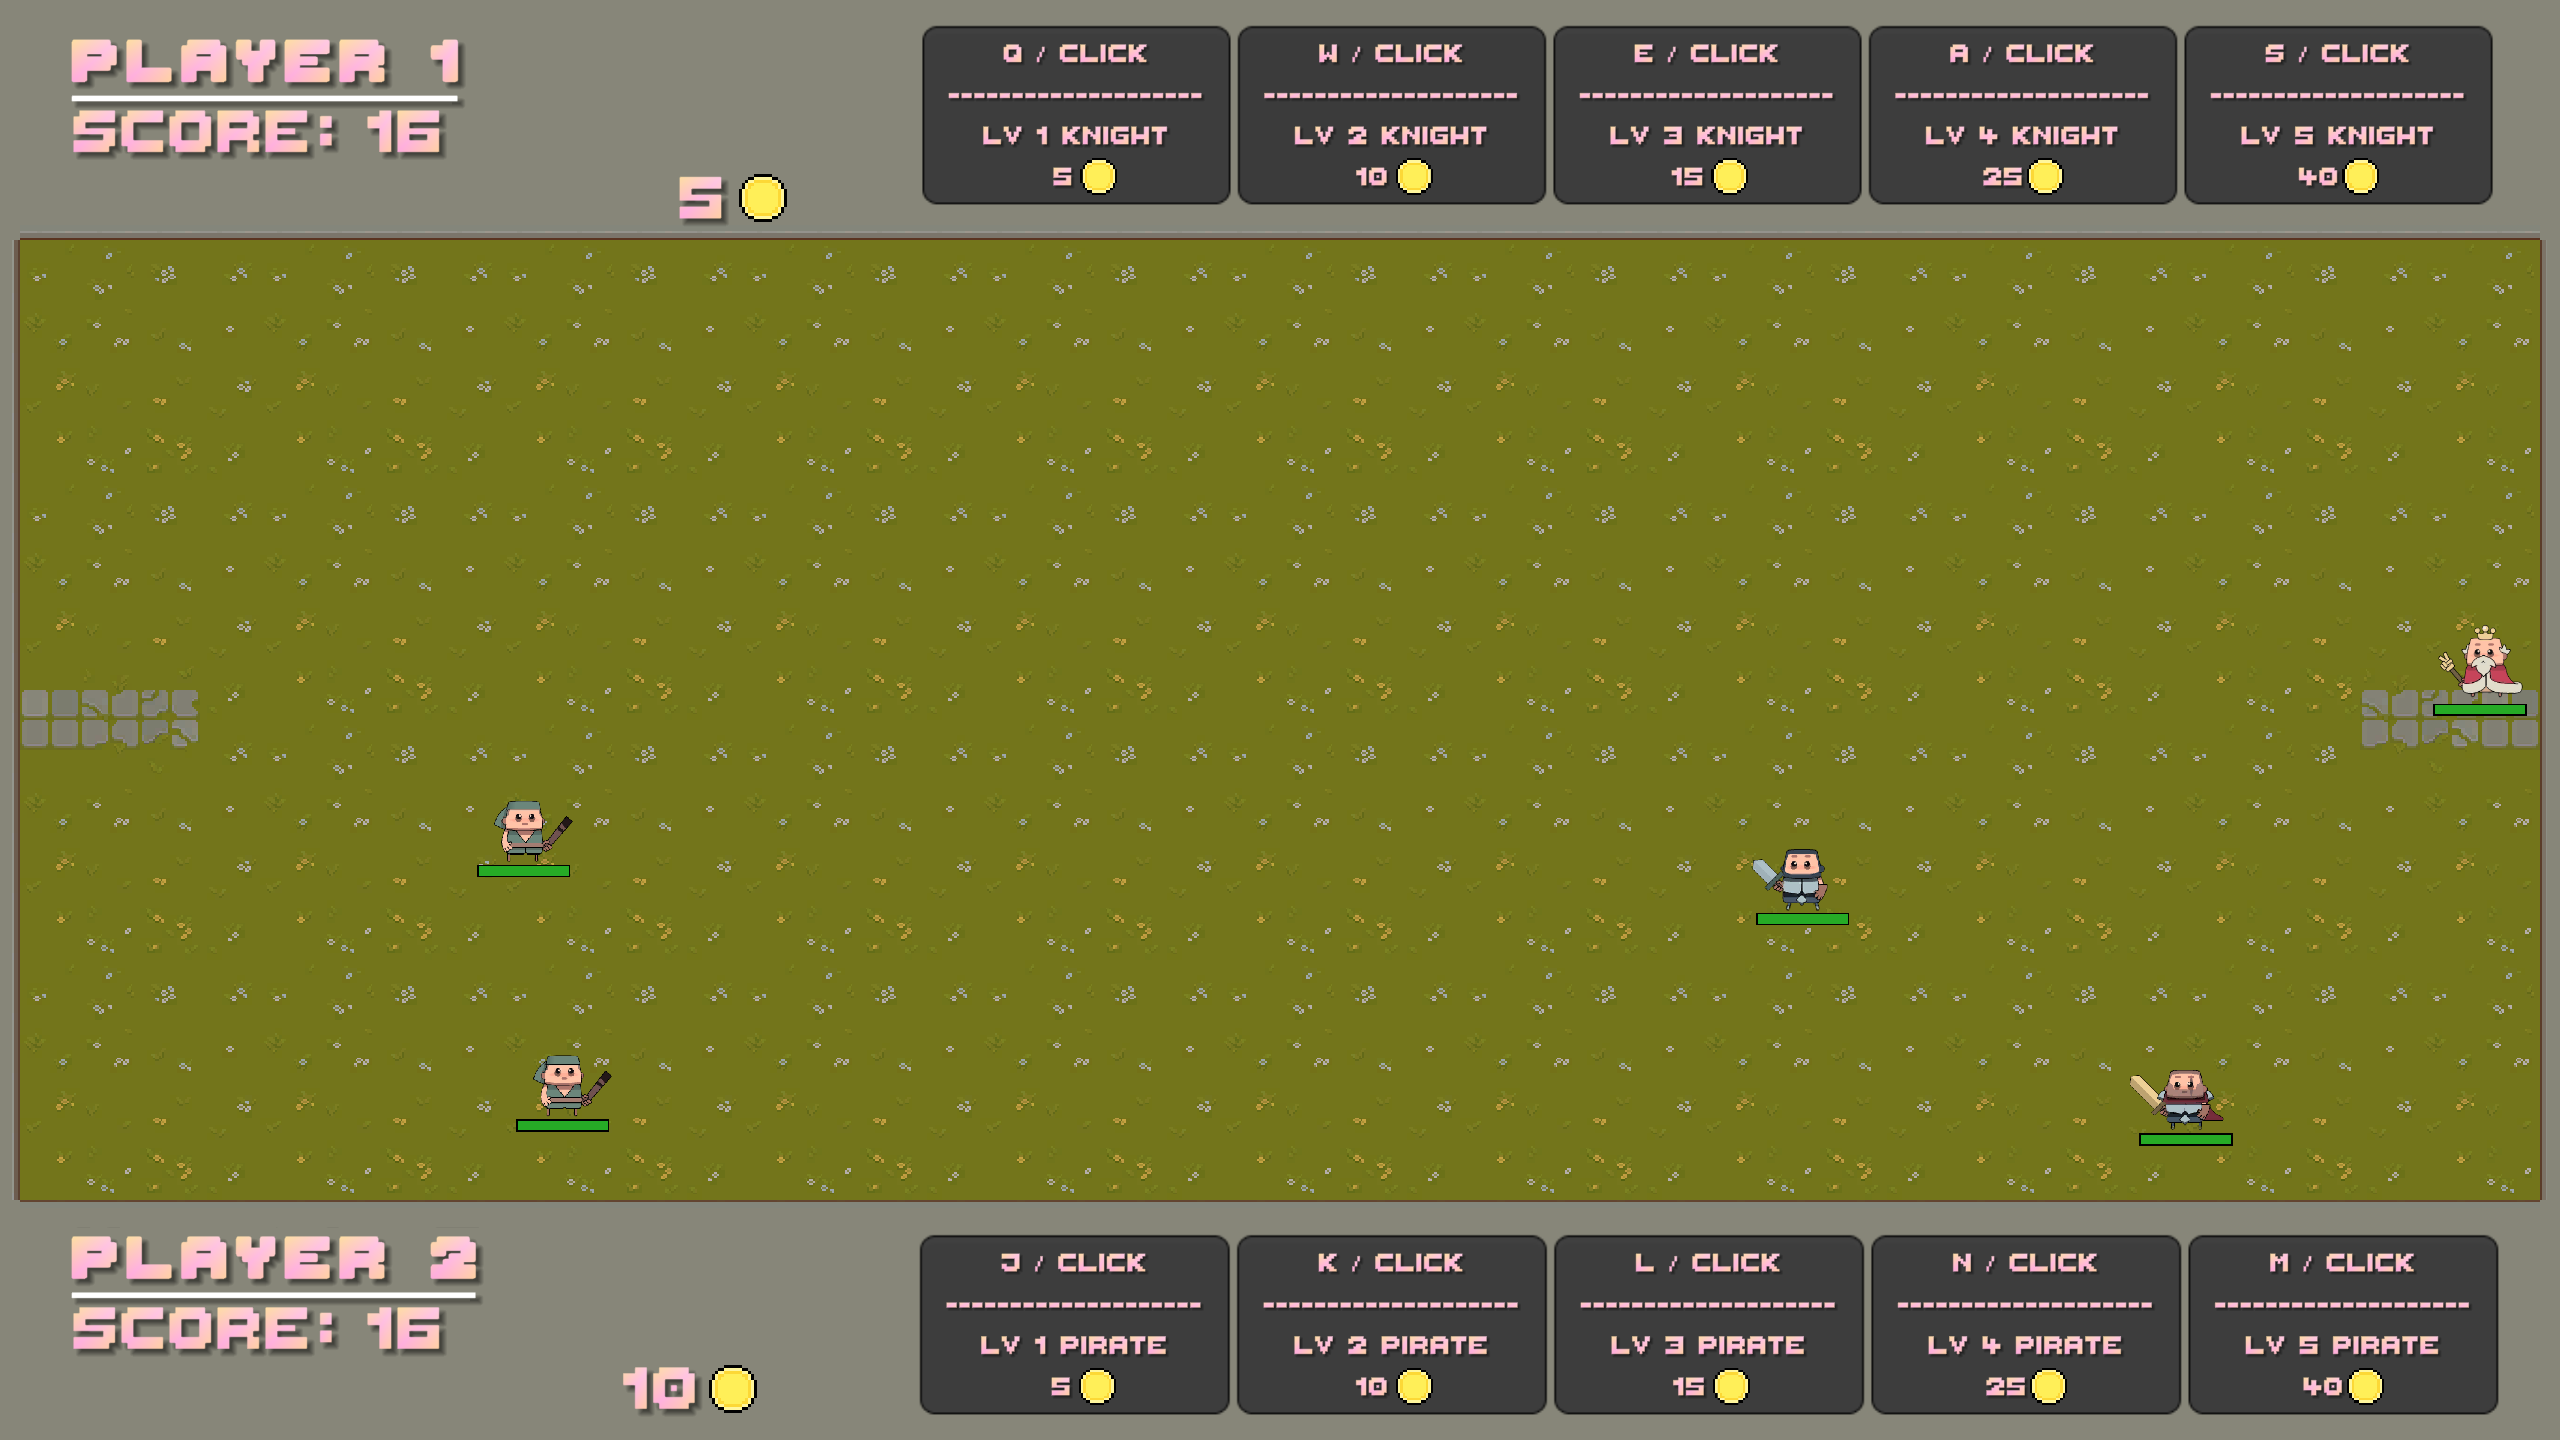 PLAYER 1
SCORE: 16
5
Q / CLICK
--------------------
LV 1 KNIGHT
5
W / CLICK
--------------------
LV 2 KNIGHT
10
E / CLICK
--------------------
LV 3 KNIGHT
15
A / CLICK
--------------------
LV 4 KNIGHT
25
S / CLICK
--------------------
LV 5 KNIGHT
40
PLAYER 2
SCORE: 16
10
J / CLICK
--------------------
LV 1 PIRATE
5
K / CLICK
--------------------
LV 2 PIRATE
10
L / CLICK
--------------------
LV 3 PIRATE
15
N / CLICK
--------------------
LV 4 PIRATE
25
M / CLICK
--------------------
LV 5 PIRATE
40